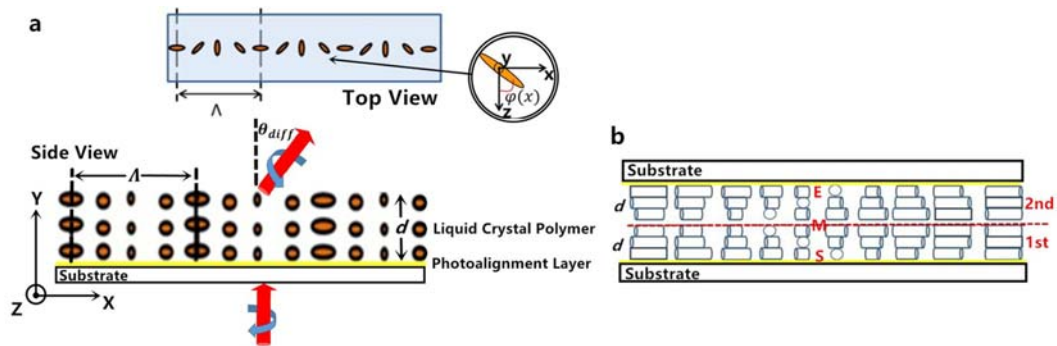 a
y
x
φ(x)
z
Top View
Λ
θdiff
Side View
Λ
Y
d
Liquid Crystal Polymer
Photoalignment Layer
Substrate
Z
X
b
Substrate
d
E
2nd
M
d
S
1st
Substrate